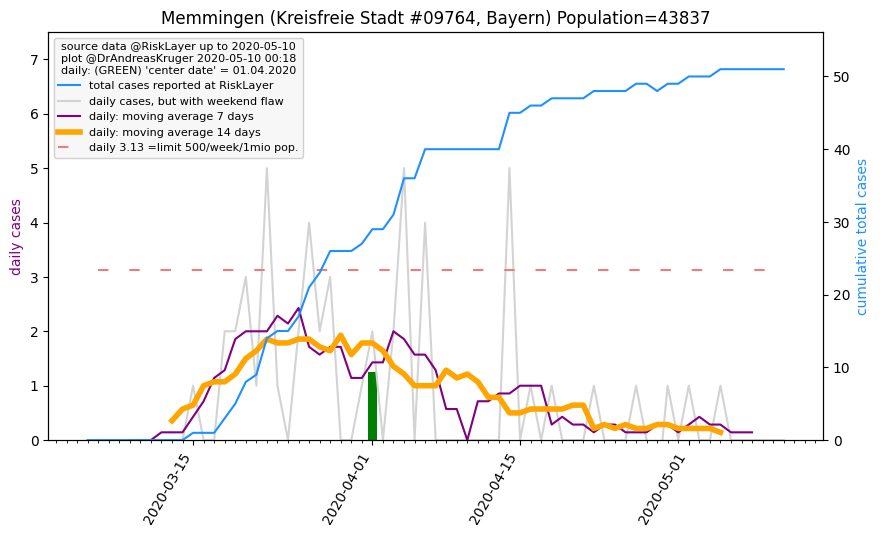 Memmingen (Kreisfreie Stadt #09764, Bayern) Population=43837
source data @RiskLayer up to 2020-05-10
plot @DrAndreasKruger 2020-05-10 00:18
daily: (GREEN) 'center date' = 01.04.2020
total cases reported at RiskLayer
daily cases, but with weekend flaw
daily: moving average 7 days
daily: moving average 14 days
daily 3.13 =limit 500/week/1mio pop.
daily cases
7
6
5
4
3
2
1
0
50
40
30
20
10
0
cumulative total cases
2020-03-15
2020-04-01
2020-04-15
2020-05-01